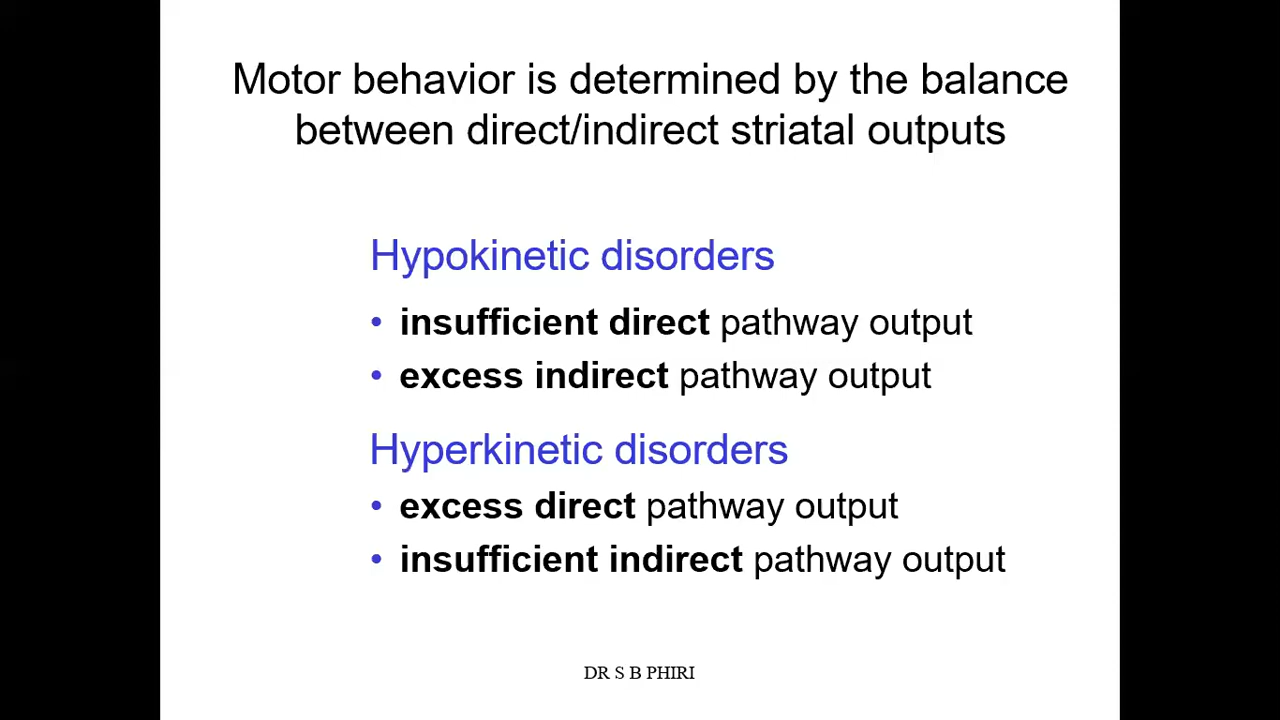 Motor behavior is determined by the balance
between direct/indirect striatal outputs
Hypokinetic disorders
• insufficient direct pathway output
• excess indirect pathway output
Hyperkinetic disorders
• excess direct pathway output
• insufficient indirect pathway output
DR S B PHIRI